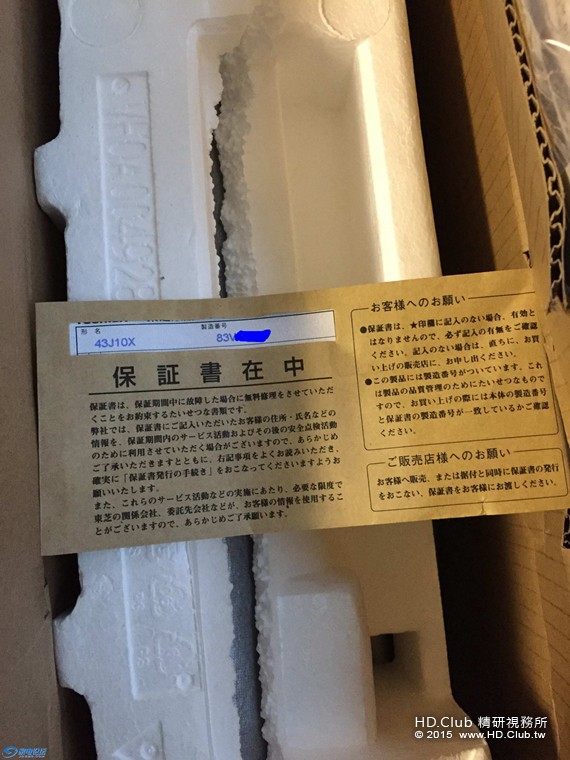 形 名
製造番号
43J10X
83V
保証書在中
保証書は、保証期間中に故障した場合に無料修理をさせていただ
くことをお約束するたいせつな書類です。
弊社では、保証書にご記入いただいたお客様の住所・氏名などの
情報を、保証期間内のサービス活動およびその後の安全点検活動
のために利用させていただく場合がございますので、あらかじめ
ご了承いただきますとともに、右記事項をよくお読みいただき、
確実に「保証書発行の手続き」をおこなってくださいますようお
願いいたします。
また、これらのサービス活動などの実施にあたり、必要な限度で
東芝の関係会社、委託先会社などが、お客様の情報を使用するこ
とがございますので、あらかじめご了承願います。
お客様へのお願い
●保証書は、★印欄に記入のない場合、有効と
はなりませんので、必ず記入の有無をご確認
ください。記入のない場合は、直ちに、お買
い上げの販売店に、お申し出ください。
●この製品には製造番号がついています。これ
は製品の品質管理のためにたいせつなもので
すので、お買い上げの際には本体の製造番号
と保証書の製造番号が一致しているかご確認
ください。
ご販売店様へのお願い
お客様へ販売、または据付と同時に保証書の発行
をおこない、保証書をお客様にお渡しください。
HD.Club 精研視務所
© 2015 www.HD.Club.tw